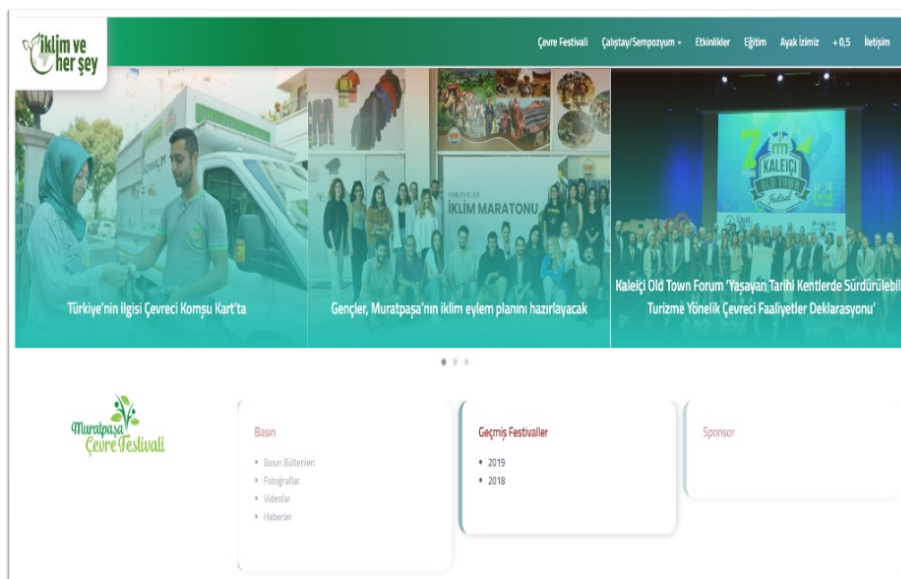 iklim ve
her şey
Çevre Festivali Çalıştay/Sempozyum Etkinlikler Eğitim Ayak İzimiz + 0,5 İletişim
Türkiye'nin ilgisi Çevreci Komşu Kart'ta
İKLİM MARATONU
Gençler, Muratpaşa'nın iklim eylem planını hazırlayacak
KALEİÇİ
OLD TOWN
Festival
Kaleiçi Old Town Forum 'Yaşayan Tarihi Kentlerde Sürdürülebil
Turizme Yönelik Çevreci Faaliyetler Deklarasyonu'
Muratpaşa
Çevre Festivali
Basın
• Basın Bültenleri
• Fotoğraflar
• Videolar
• Haberler
Geçmiş Festivaller
• 2019
• 2018
Sponsor